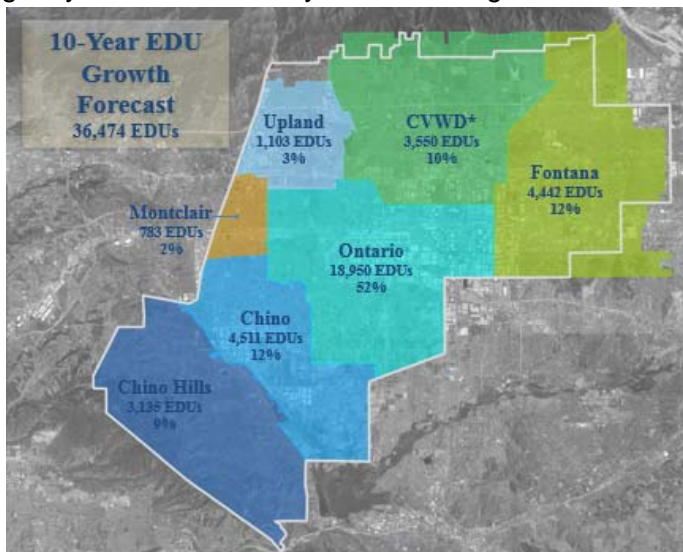 10-Year EDU
Growth
Forecast
36,474 EDUs
Upland
1,103 EDUs
3%
CVWD*
3,550 EDUs
10%
Fontana
4,442 EDUs
12%
Montclair
783 EDUs
2%
Ontario
18,950 EDUs
52%
Chino
4,511 EDUs
12%
Chino Hills
3,135 EDUs
9%